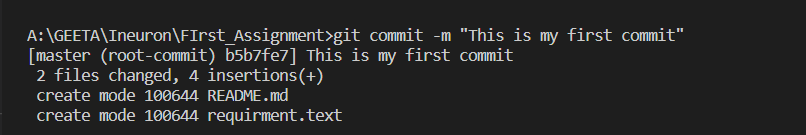 A:\GEETA\Ineuron\FIrst_Assignment>git commit -m "This is my first commit"
[master (root-commit) b5b7fe7] This is my first commit
 2 files changed, 4 insertions(+)
 create mode 100644 README.md
 create mode 100644 requirment.text